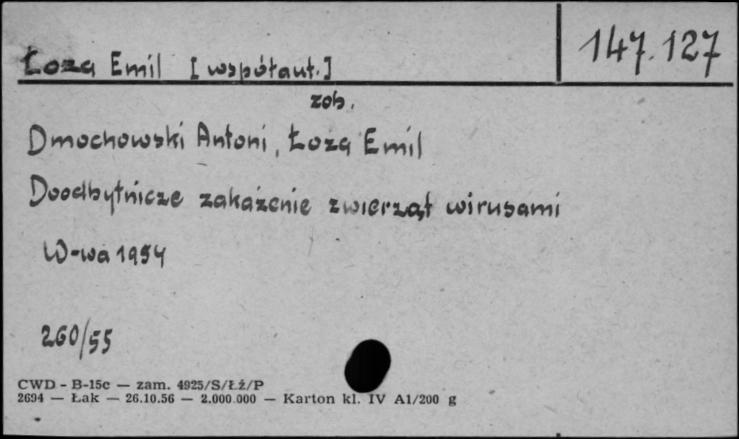 Łoza Emil [współaut.]
147.127
zob.
Dmochowski Antoni, Łoza Emil
Doodbytnicze zakażenie zwierząt wirusami
W-wa 1954
260/55
CWD - B-15c — zam. 4925/S/Łż/P
2694 — Łak — 26.10.56 — 2.000.000 — Karton kl. IV A1/200 g